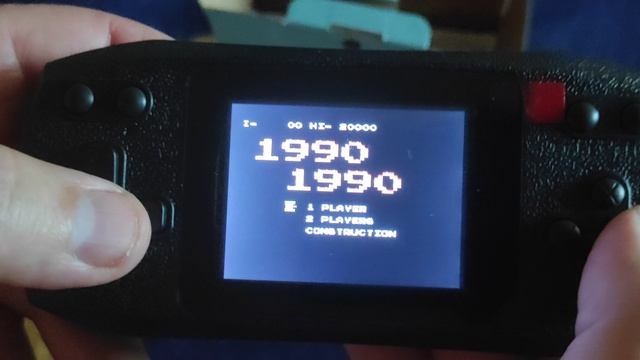 I- 00 HI- 20000
1990
1990
1 PLAYER
2 PLAYERS
CONSTRUCTION